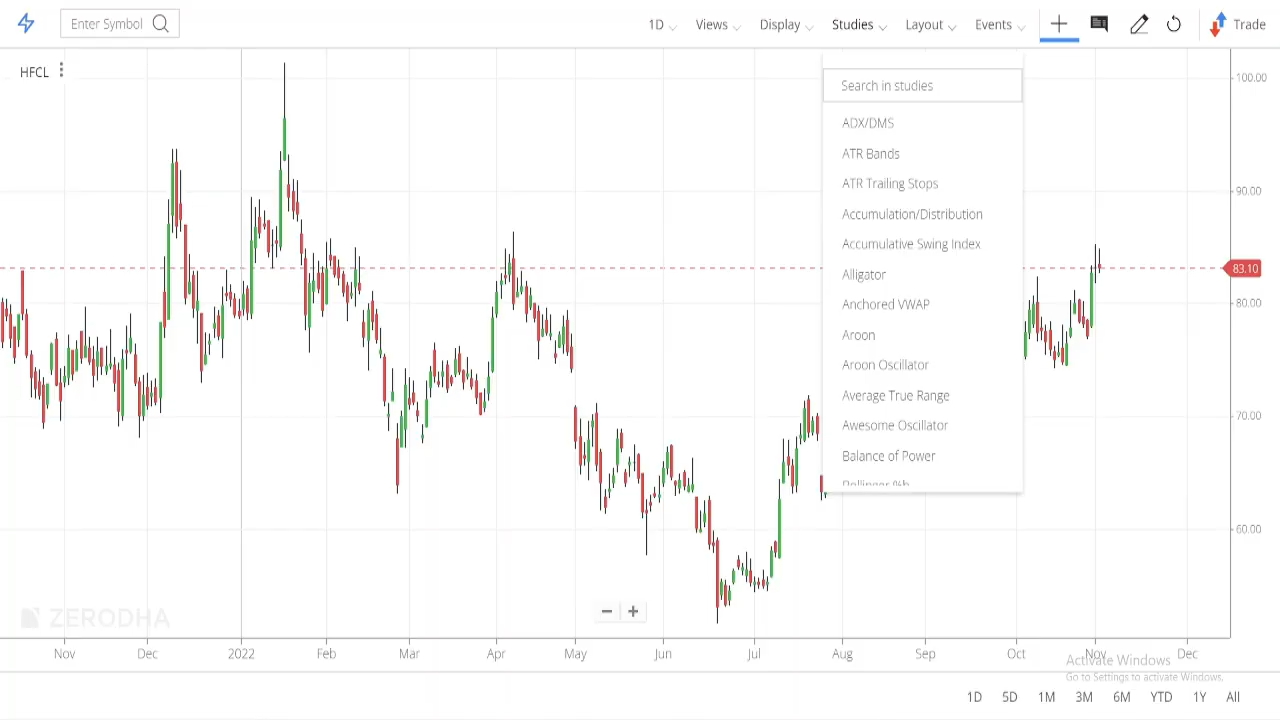 Enter Symbol
1D Views Display Studies Layout Events Trade
HFCL
Search in studies
ADX/DMS
ATR Bands
ATR Trailing Stops
Accumulation/Distribution
Accumulative Swing Index
Alligator
Anchored VWAP
Aroon
Aroon Oscillator
Average True Range
Awesome Oscillator
Balance of Power
Bollinger %b
100.00
90.00
83.10
80.00
70.00
60.00
ZERODHA
Nov Dec 2022 Feb Mar Apr May Jun Jul Aug Sep Oct Nov Dec
Activate Windows
Go to Settings to activate Windows.
1D 5D 1M 3M 6M YTD 1Y All